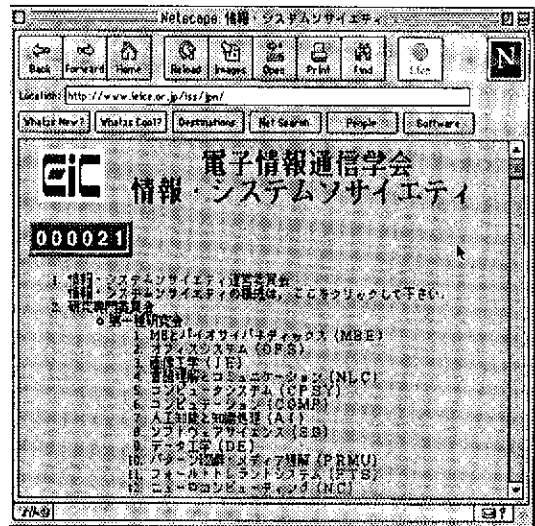 Netscape: 情報・システムソサイエティ
Back Forward Home Reload Images Open Print Find Stop N
Location: http://www.ieice.or.jp/iss/jpn/
What's New? What's Cool? Destinations Net Search People Software
EiC
電子情報通信学会
情報・システムソサイエティ
000021
1. 情報・システムソサイエティ運営委員会
情報・システムソサイエティの構成は、ここをクリックして下さい。
2. 研究専門委員会
第一種研究会
1. MEとバイオサイバネティックス (MBE)
2. オフィスシステム (OFS)
3. 画像工学 (IE)
4. 言語理解とコミュニケーション (NLC)
5. コンピュータシステム (CPSY)
6. コンピュテーション (COMP)
7. 人工知能と知識処理 (AI)
8. ソフトウェアサイエンス (SS)
9. データ工学 (DE)
10. パターン認識・メディア理解 (PRMU)
11. フォールトトレラントシステム (FTS)
12. ニューロコンピューティング (NC)